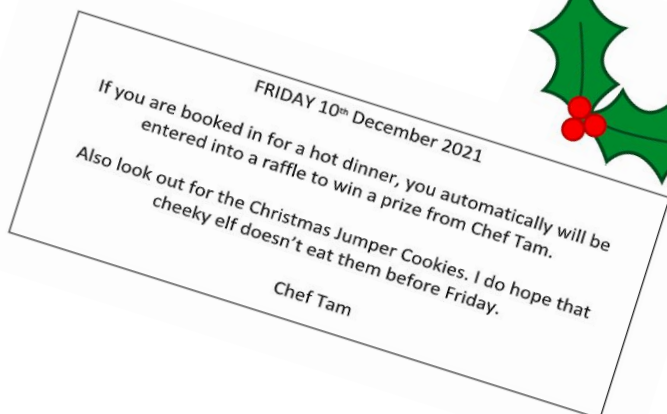 FRIDAY 10th December 2021
If you are booked in for a hot dinner, you automatically will be
entered into a raffle to win a prize from Chef Tam.
Also look out for the Christmas Jumper Cookies. I do hope that
cheeky elf doesn’t eat them before Friday.
Chef Tam